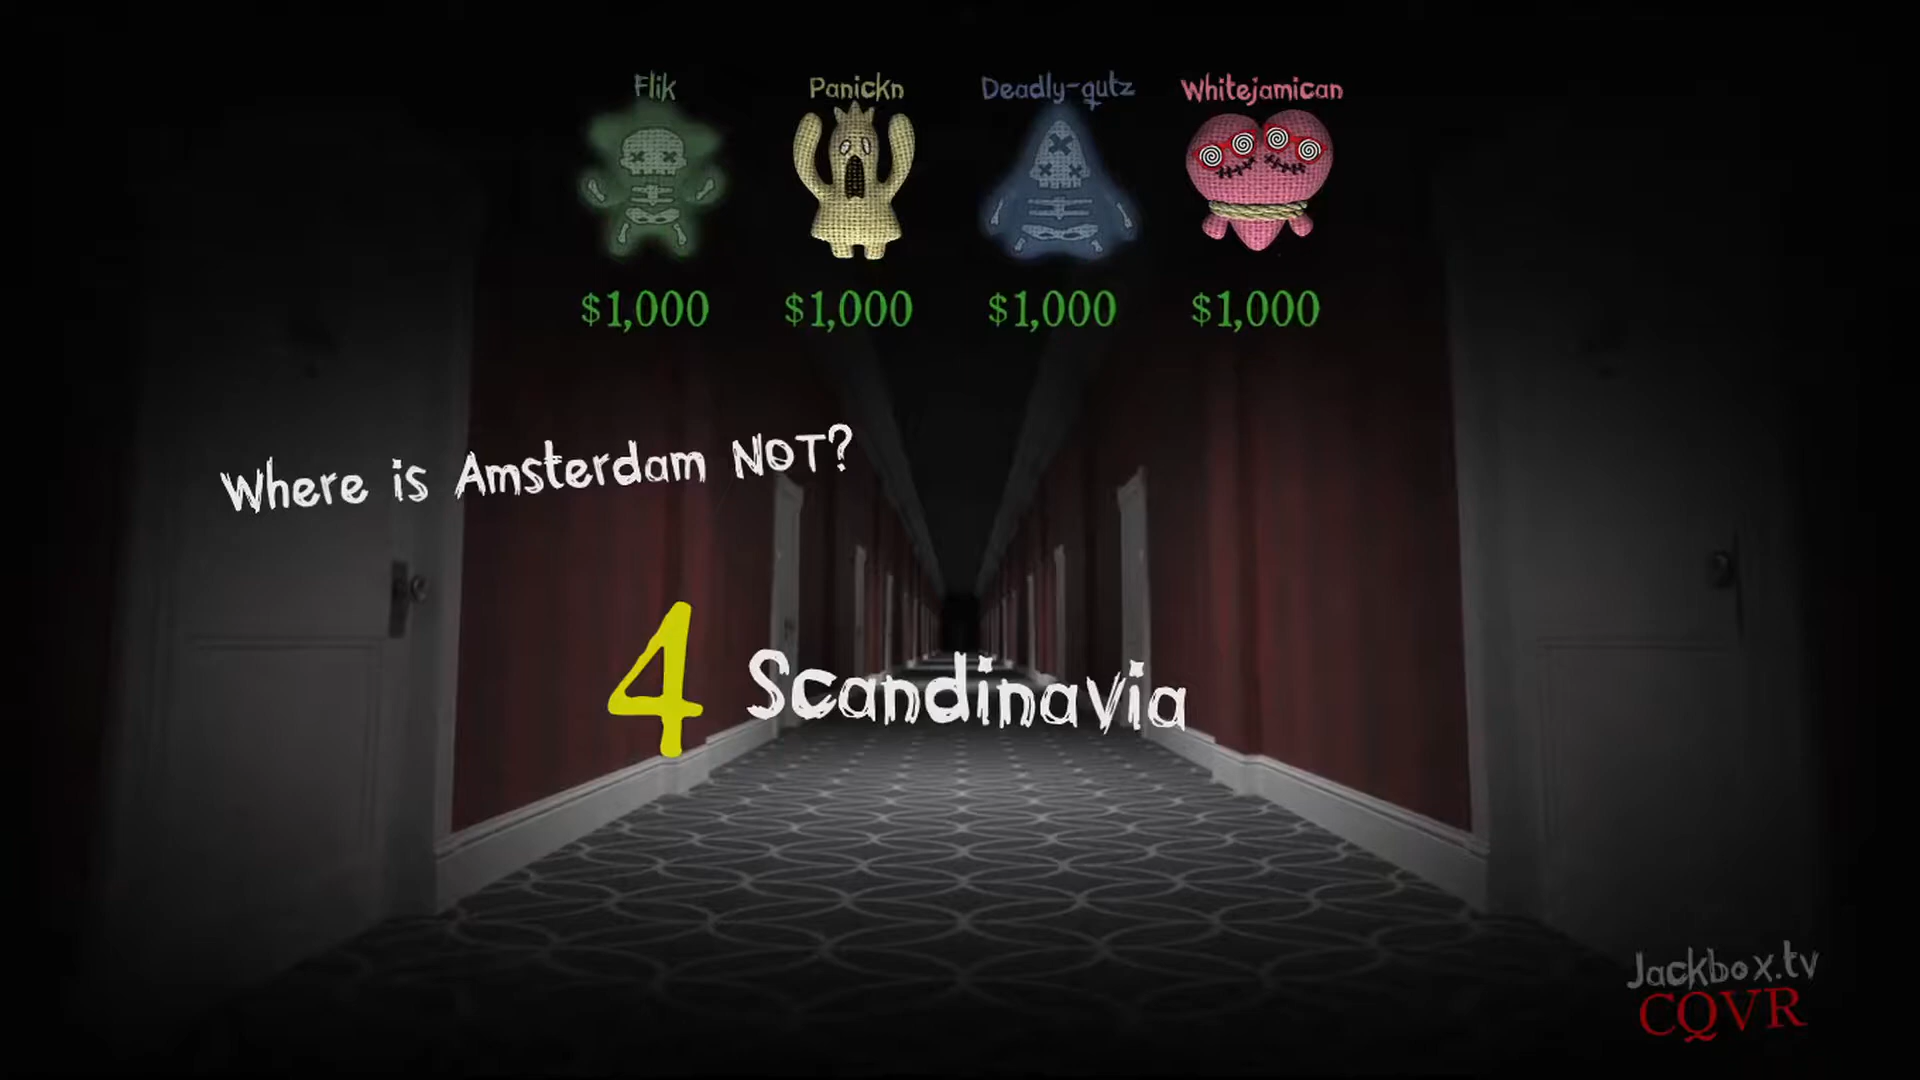 Flik Panickn Deadly-gutz Whitejamican
$1,000 $1,000 $1,000 $1,000
Where is Amsterdam NOT?
4 Scandinavia
Jackbox.tv
CQVR